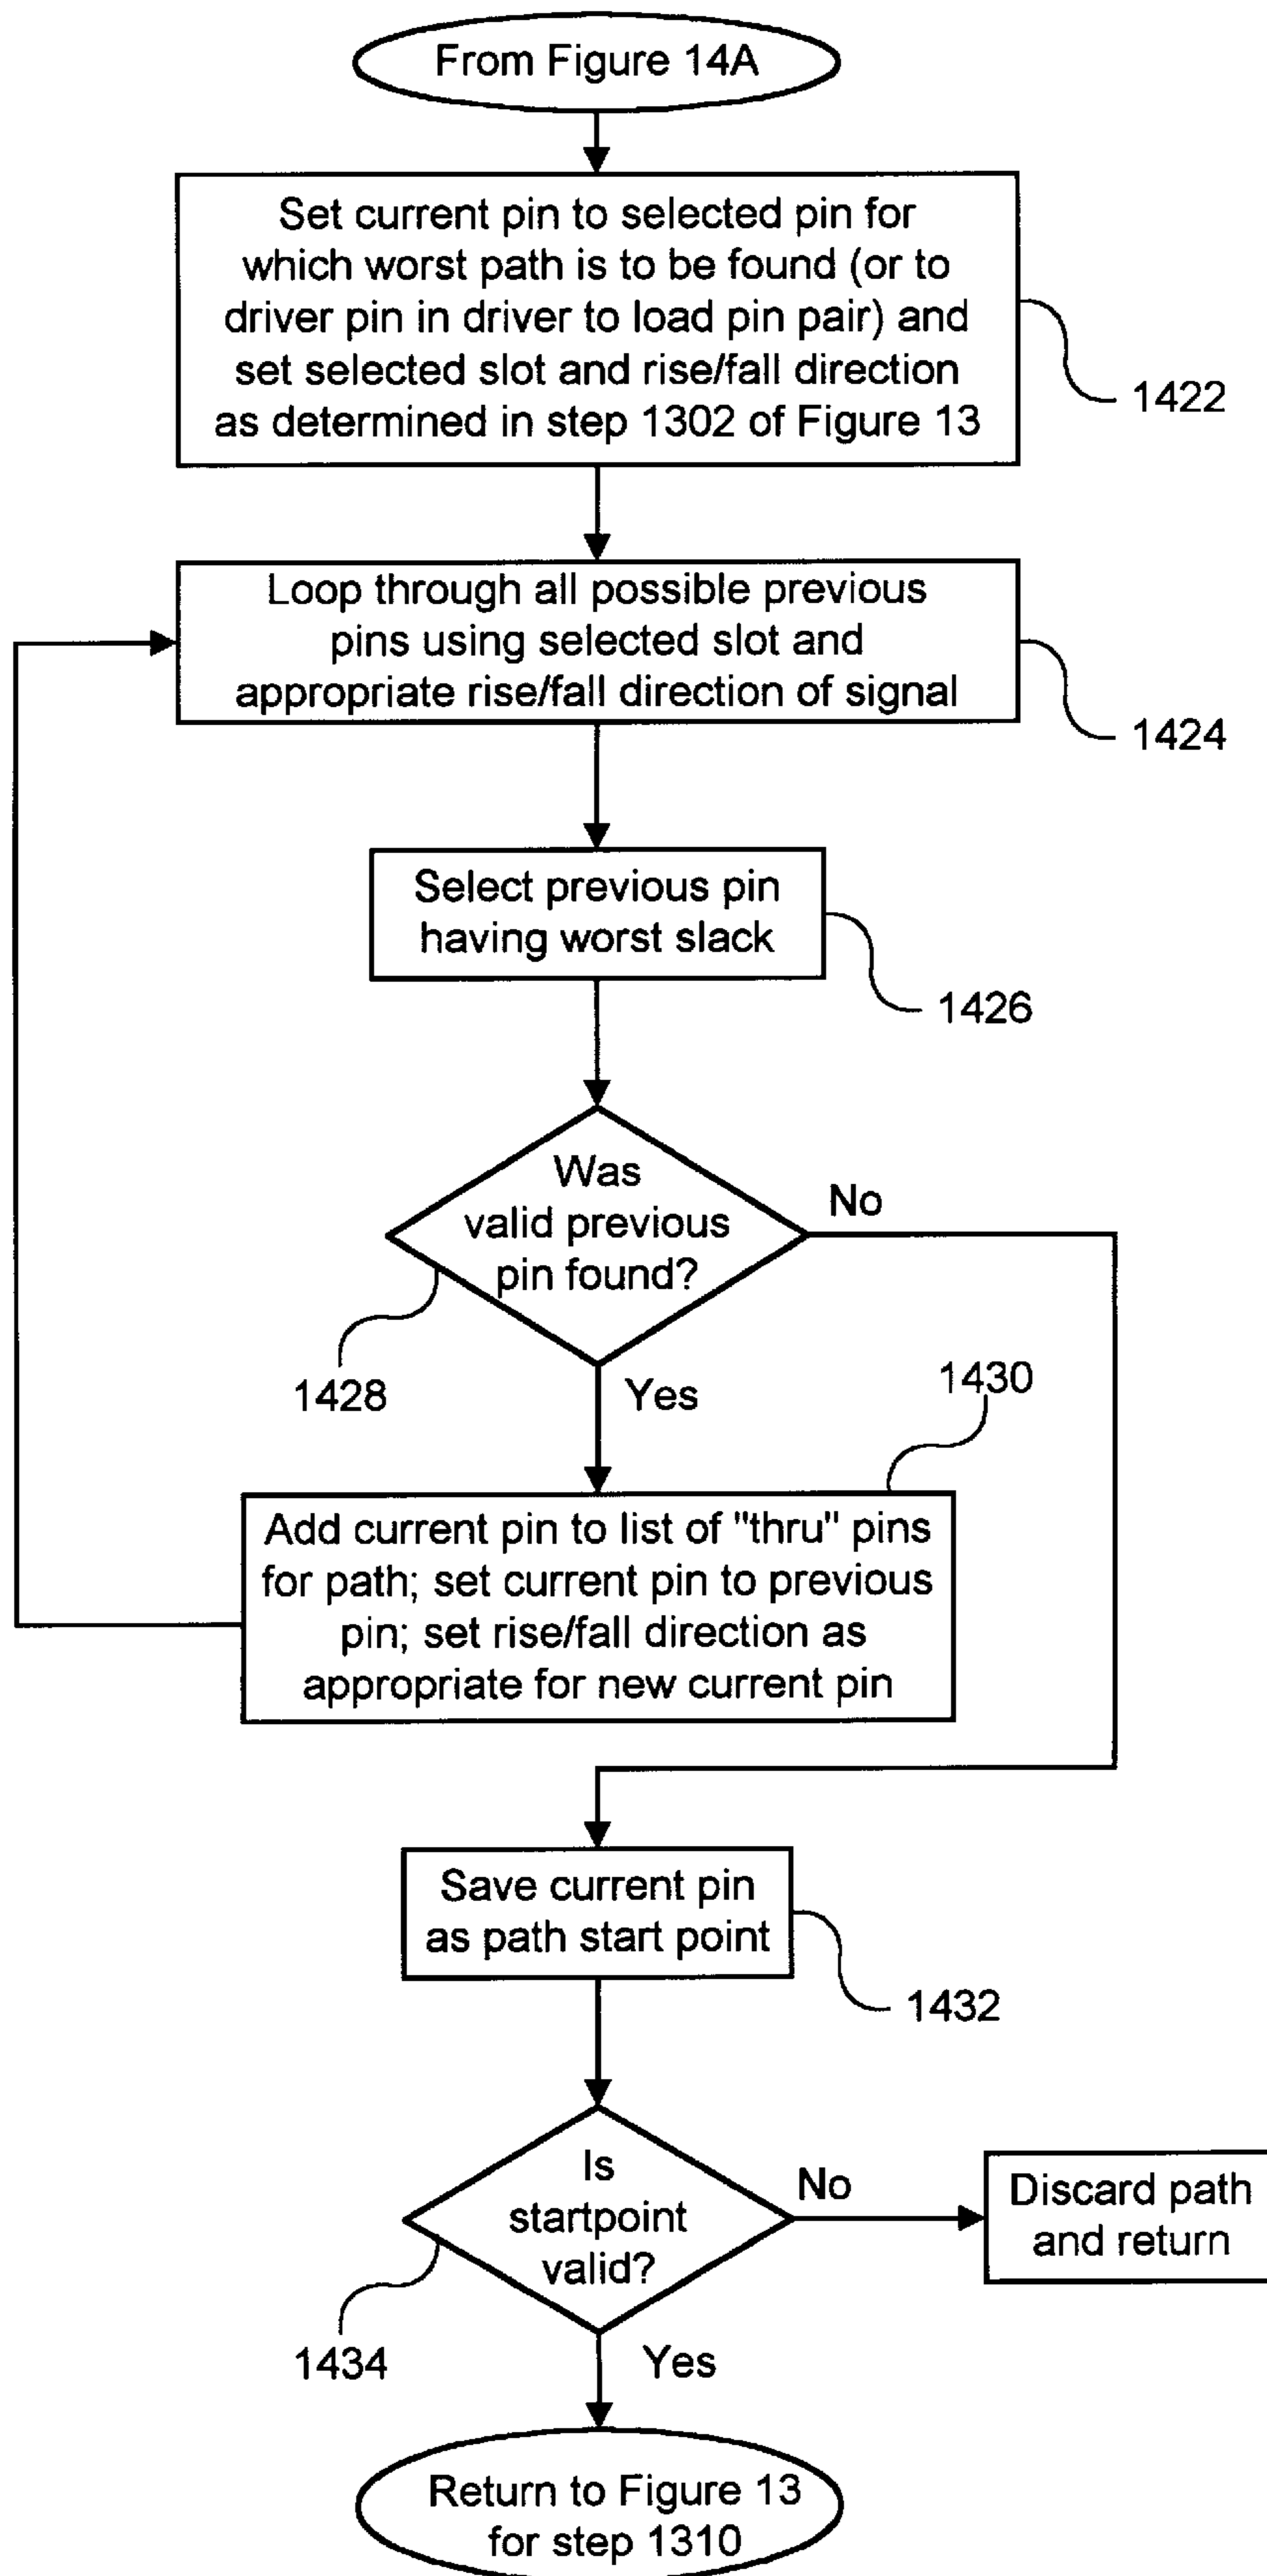 From Figure 14A
Set current pin to selected pin for
which worst path is to be found (or to
driver pin in driver to load pin pair) and
set selected slot and rise/fall direction
as determined in step 1302 of Figure 13
1422
Loop through all possible previous
pins using selected slot and
appropriate rise/fall direction of signal
1424
Select previous pin
having worst slack
1426
Was
valid previous
pin found?
No
1428
Yes
1430
Add current pin to list of "thru" pins
for path; set current pin to previous
pin; set rise/fall direction as
appropriate for new current pin
Save current pin
as path start point
1432
Is
startpoint
valid?
No
Discard path
and return
1434
Yes
Return to Figure 13
for step 1310